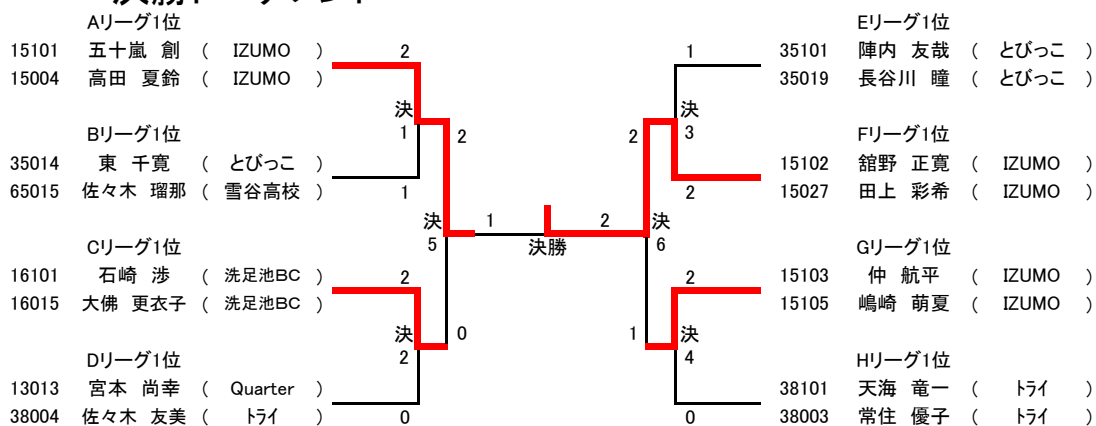 Aリーグ1位
15101 五十嵐 創 ( IZUMO )
15004 高田 夏鈴 ( IZUMO )
2
決
1
Bリーグ1位
35014 東 千寛 ( とびっこ )
65015 佐々木 瑠那 ( 雪谷高校 )
1
2
決
5
Cリーグ1位
16101 石崎 渉 ( 洗足池BC )
16015 大佛 更衣子 ( 洗足池BC )
2
決
2
0
Dリーグ1位
13013 宮本 尚幸 ( Quarter )
38004 佐々木 友美 ( トライ )
0
1
2
決勝
Eリーグ1位
1
35101 陣内 友哉 ( とびっこ )
35019 長谷川 瞳 ( とびっこ )
決
3
2
Fリーグ1位
15102 舘野 正寛 ( IZUMO )
15027 田上 彩希 ( IZUMO )
2
決
6
Gリーグ1位
15103 仲 航平 ( IZUMO )
15105 嶋崎 萌夏 ( IZUMO )
2
1
決
4
Hリーグ1位
38101 天海 竜一 ( トライ )
38003 常住 優子 ( トライ )
0